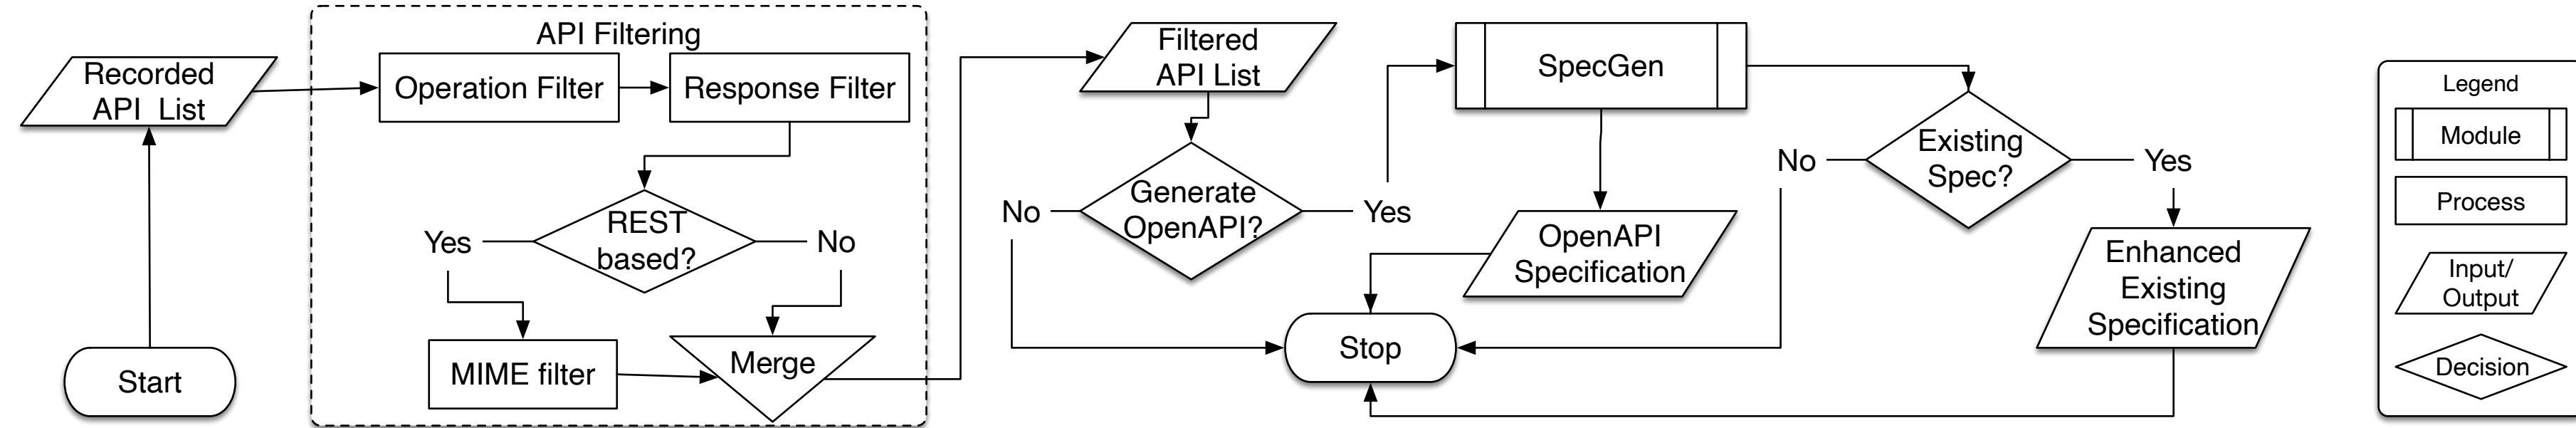 Recorded
API List
Start
API Filtering
Operation Filter
Response Filter
REST
based?
Yes
No
MIME filter
Merge
Filtered
API List
Generate
OpenAPI?
No
Yes
SpecGen
OpenAPI
Specification
Stop
Existing
Spec?
No
Yes
Enhanced
Existing
Specification
Legend
Module
Process
Input/
Output
Decision